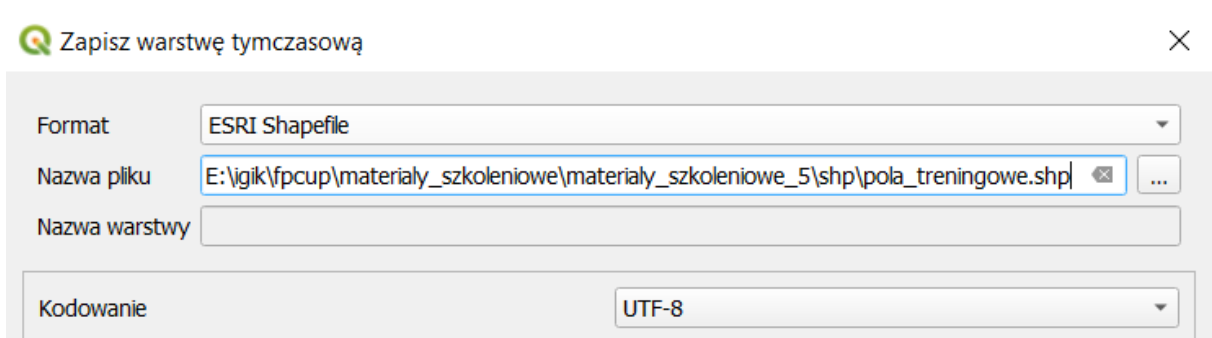 Zapisz warstwę tymczasową
Format ESRI Shapefile
Nazwa pliku E:\igik\fpcup\materialy_szkoleniowe\materialy_szkoleniowe_5\shp\pola_treningowe.shp ...
Nazwa warstwy
Kodowanie UTF-8